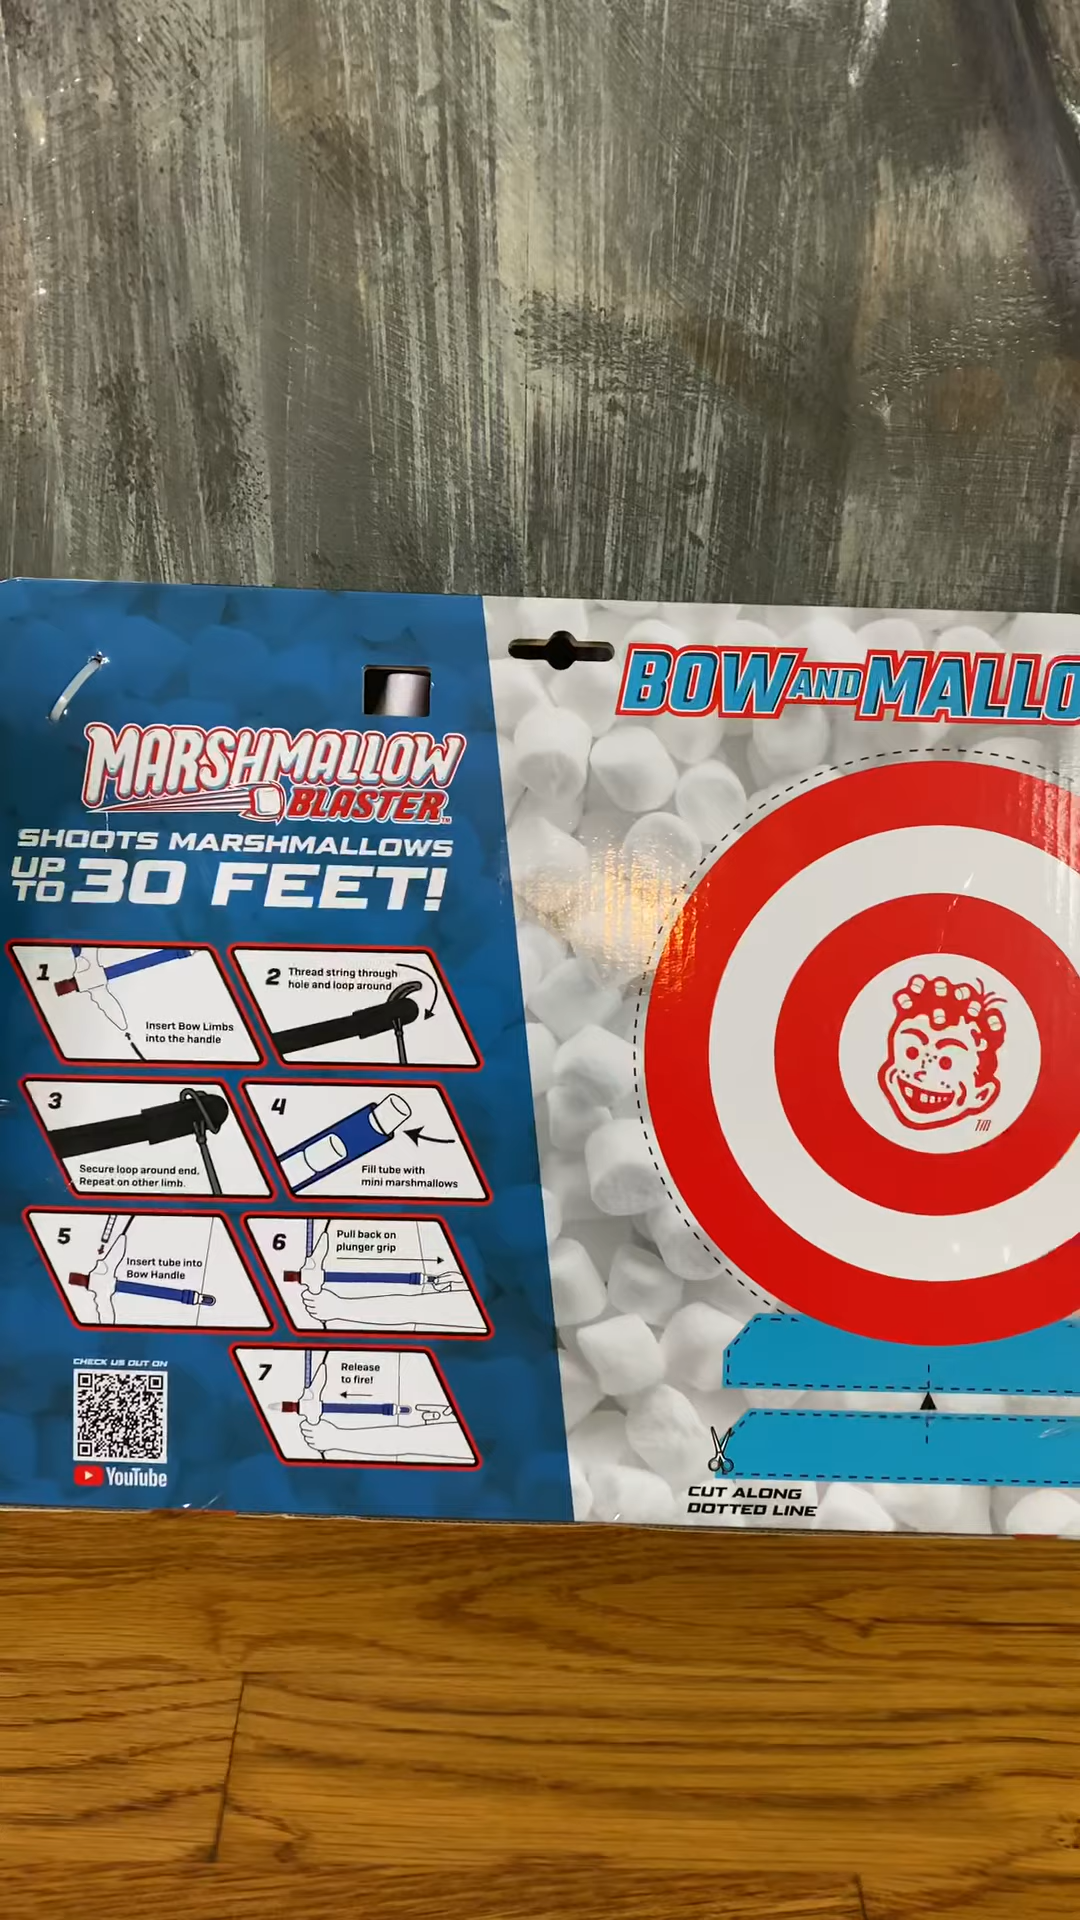 MARSHMALLOW
BLASTER™
SHOOTS MARSHMALLOWS
UP TO 30 FEET!
1
Insert Bow Limbs
into the handle
2
Thread string through
hole and loop around
3
Secure loop around end.
Repeat on other limb.
4
Fill tube with
mini marshmallows
5
Insert tube into
Bow Handle
6
Pull back on
plunger grip
7
Release
to fire!
CHECK US OUT ON
YouTube
BOW AND MALLO
TM
CUT ALONG
DOTTED LINE